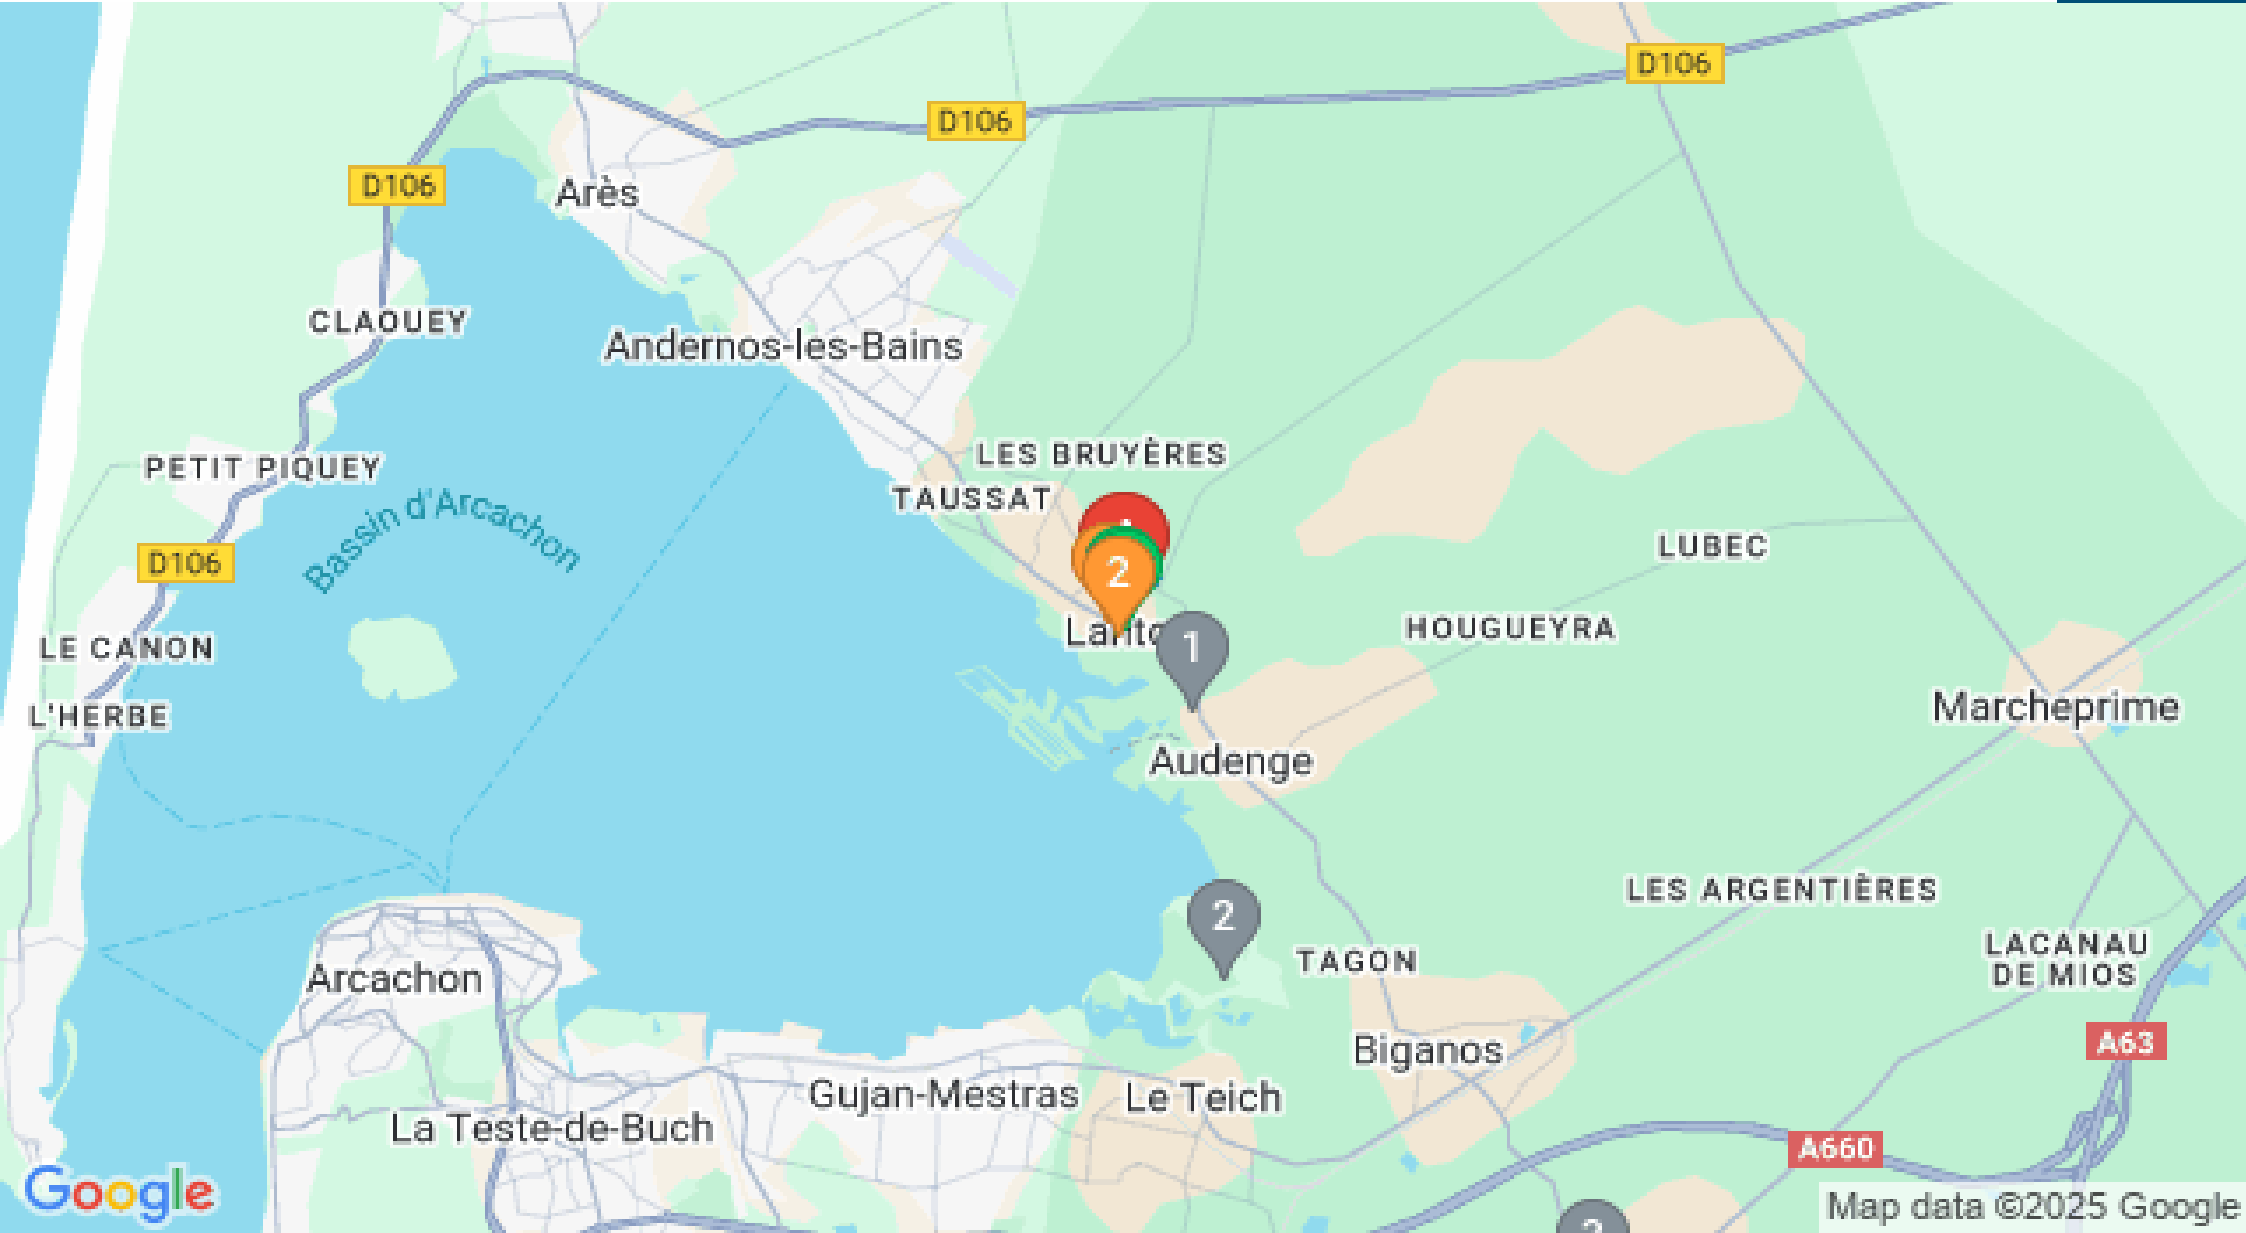 D106
D106
D106
Arès
CLAOUEY
Andernos-les-Bains
LES BRUYÈRES
PETIT PIQUEY
TAUSSAT
Bassin d'Arcachon
D106
2
LUBEC
HOUGUEYRA
LE CANON
1
L'HERBE
Marcheprime
Audenge
LES ARGENTIÈRES
2
LACANAU
DE MIOS
TAGON
Arcachon
A63
Biganos
Gujan-Mestras
Le Teich
La Teste-de-Buch
A660
Google
Map data ©2025 Google